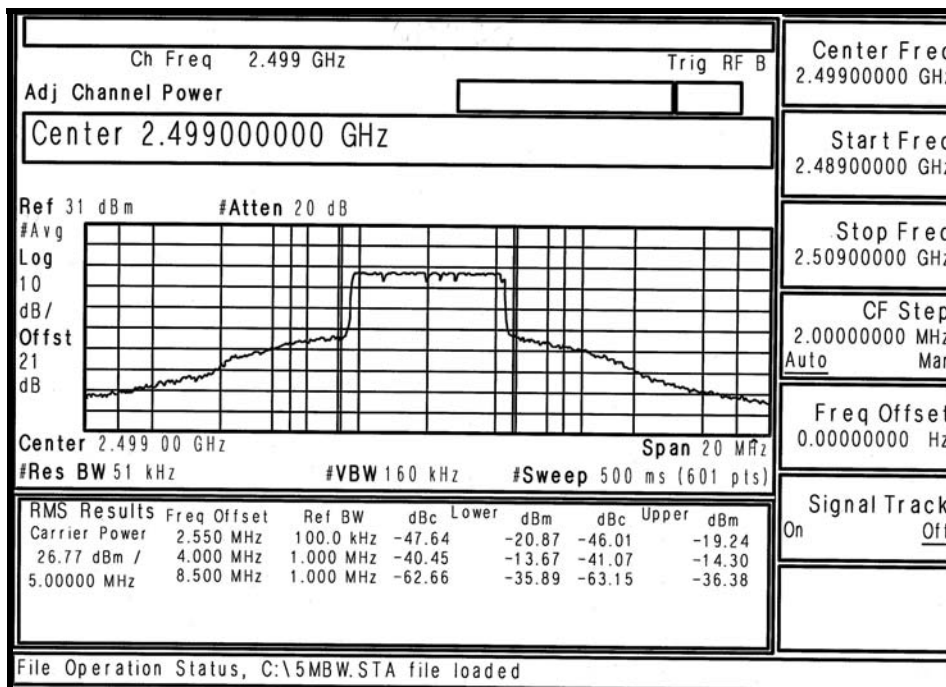 Ch Freq 2.499 GHz Trig RF B
Adj Channel Power
Center 2.499000000 GHz
Ref 31 dBm #Atten 20 dB
#Avg
Log
10
dB/
Offst
21
dB
Center 2.499 00 GHz Span 20 MHz
#Res BW 51 kHz #VBW 160 kHz #Sweep 500 ms (601 pts)
RMS Results Freq Offset Ref BW dBc Lower dBm dBc Upper dBm
Carrier Power 2.550 MHz 100.0 kHz -47.64 -20.87 -46.01 -19.24
26.77 dBm / 4.000 MHz 1.000 MHz -40.45 -13.67 -41.07 -14.30
5.00000 MHz 8.500 MHz 1.000 MHz -62.66 -35.89 -63.15 -36.38
File Operation Status, C:\5MBW.STA file loaded
Center Freq
2.49900000 GHz
Start Freq
2.48900000 GHz
Stop Freq
2.50900000 GHz
CF Step
2.00000000 MHz
Auto Man
Freq Offset
0.00000000 Hz
Signal Track
On Off